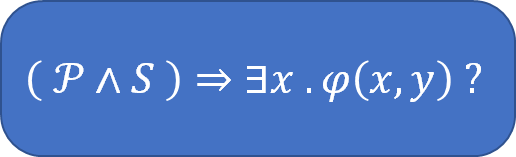 ( 𝒫 ∧ S ) ⇒ ∃x . φ(x, y) ?